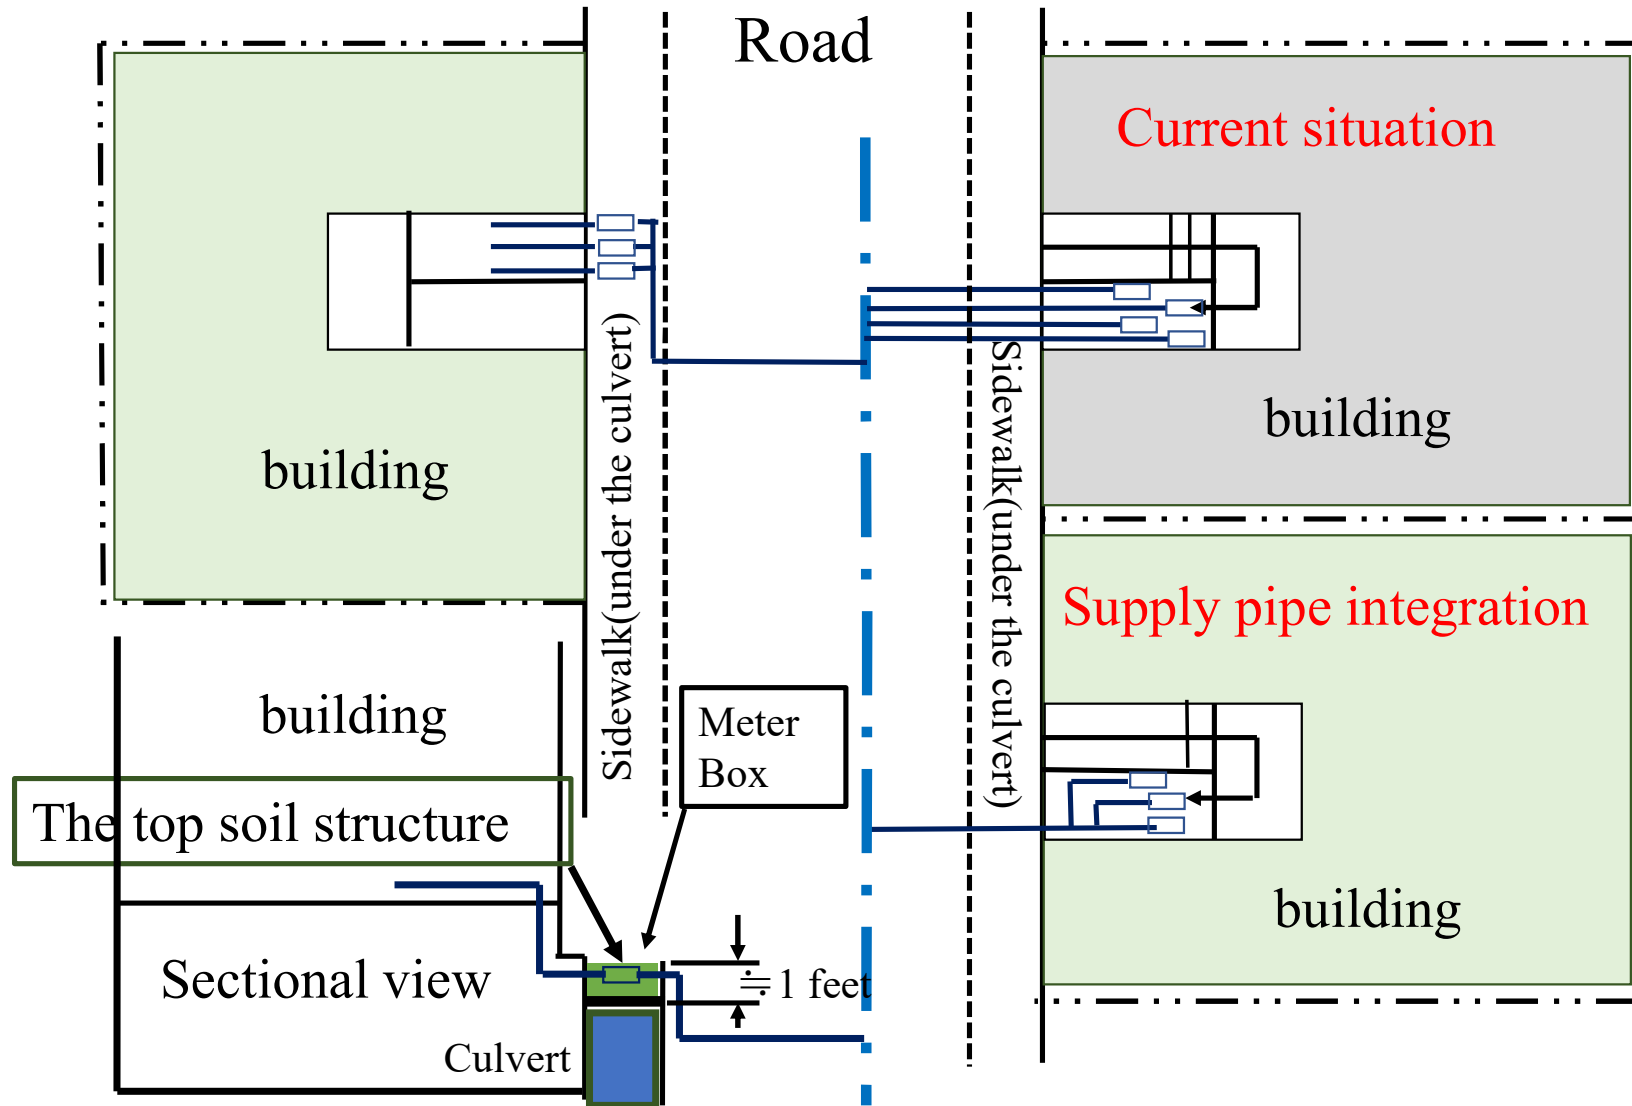 Road
Current situation
building
building
Sidewalk(under the culvert)
Sidewalk(under the culvert)
Supply pipe integration
building
Meter
Box
The top soil structure
building
Sectional view
≒1 feet
Culvert